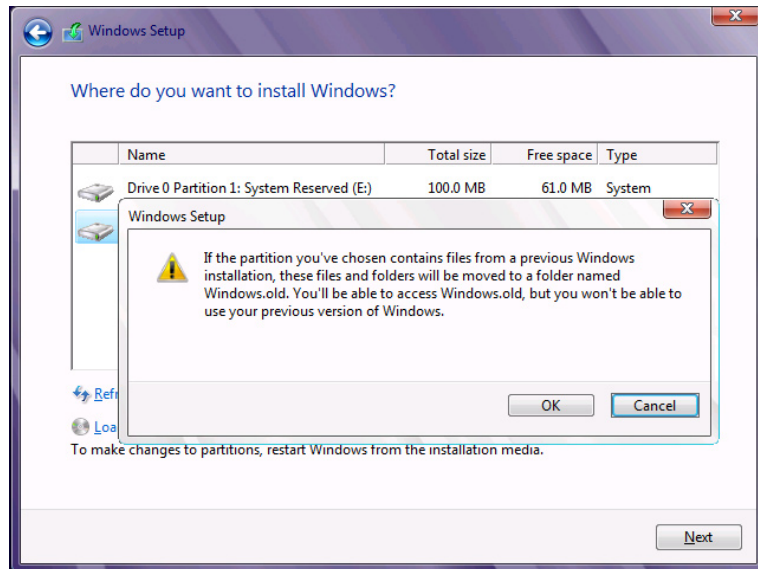 Windows Setup
Where do you want to install Windows?
Name Total size Free space Type
Drive 0 Partition 1: System Reserved (E:) 100.0 MB 61.0 MB System
Windows Setup
If the partition you've chosen contains files from a previous Windows
installation, these files and folders will be moved to a folder named
Windows.old. You'll be able to access Windows.old, but you won't be able to
use your previous version of Windows.
OK Cancel
To make changes to partitions, restart Windows from the installation media.
Next